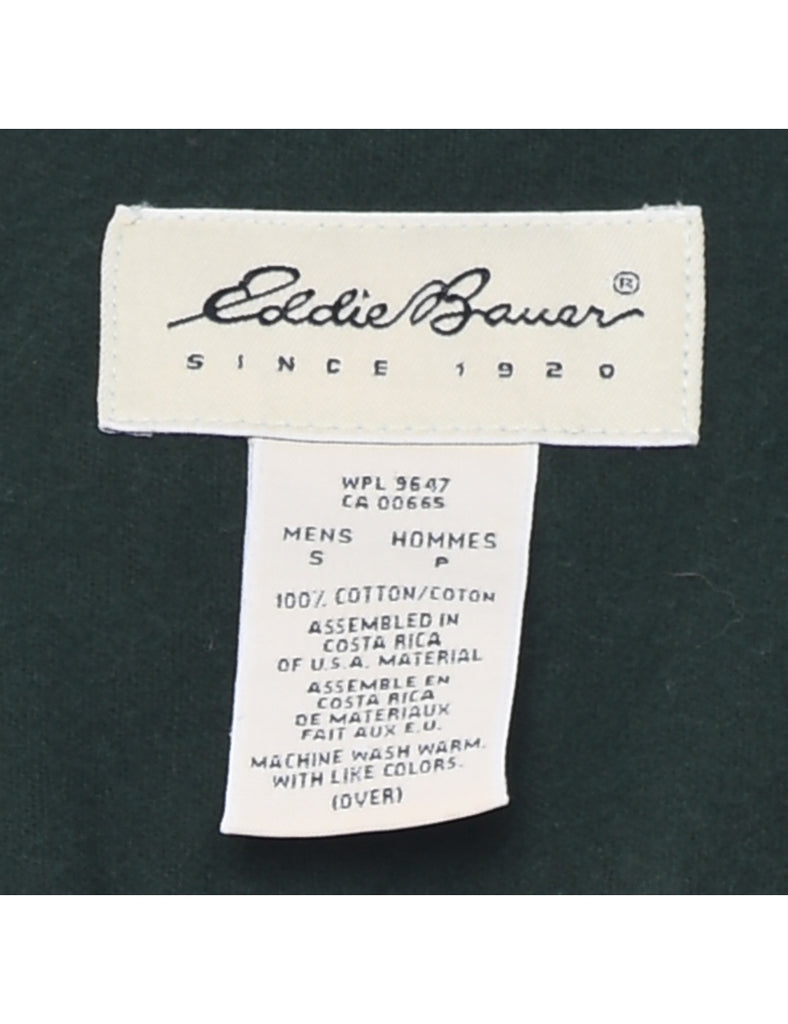 Eddie Bauer®
SINCE 1920
WPL 9647
CA 00665
MENS HOMMES
S P
100% COTTON/COTON
ASSEMBLED IN
COSTA RICA
OF U.S.A. MATERIAL
ASSEMBLE EN
COSTA RICA
DE MATERIAUX
FAIT AUX E.U.
MACHINE WASH WARM.
WITH LIKE COLORS.
(OVER)